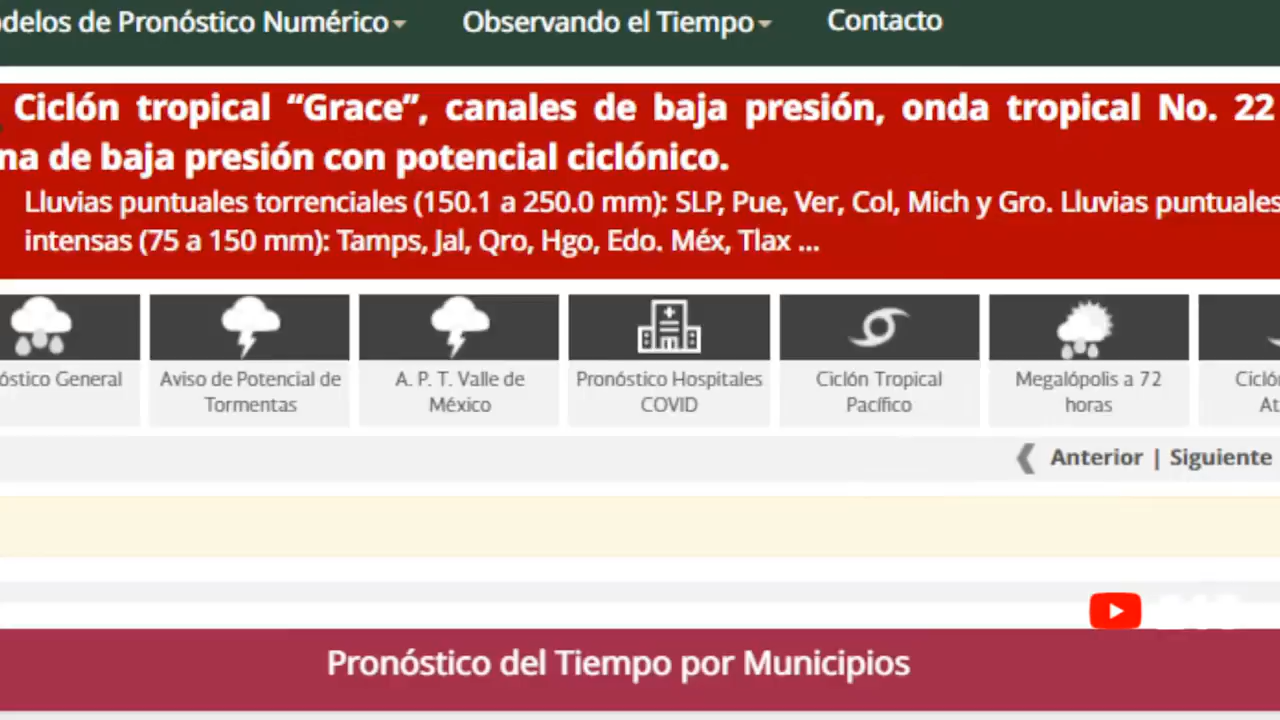 delos de Pronóstico Numérico
Observando el Tiempo
Contacto
Ciclón tropical “Grace”, canales de baja presión, onda tropical No. 22
na de baja presión con potencial ciclónico.
Lluvias puntuales torrenciales (150.1 a 250.0 mm): SLP, Pue, Ver, Col, Mich y Gro. Lluvias puntuales
intensas (75 a 150 mm): Tamps, Jal, Qro, Hgo, Edo. Méx, Tlax ...
óstico General
Aviso de Potencial de
Tormentas
A. P. T. Valle de
México
Pronóstico Hospitales
COVID
Ciclón Tropical
Pacífico
Megalópolis a 72
horas
Cicló
At
Anterior | Siguiente
Pronóstico del Tiempo por Municipios